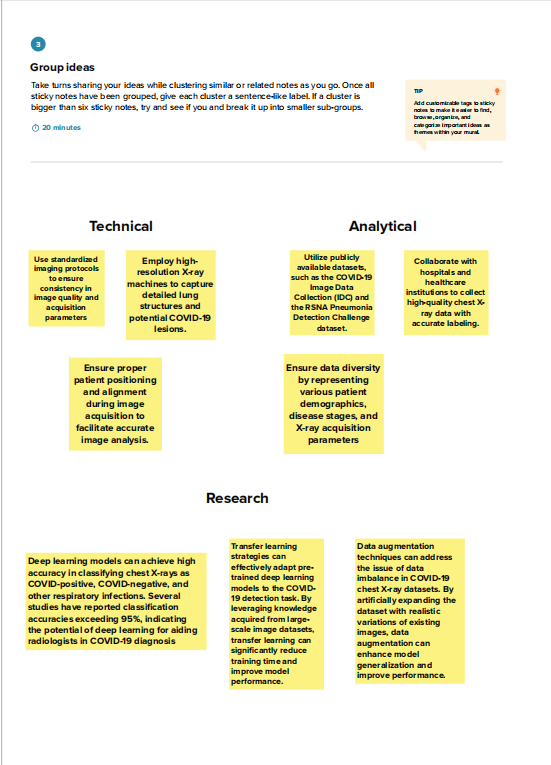 3
Group ideas
Take turns sharing your ideas while clustering similar or related notes as you go. Once all
sticky notes have been grouped, give each cluster a sentence-like label. If a cluster is
bigger than six sticky notes, try and see if you and break it up into smaller sub-groups.
20 minutes
TIP
Add customizable tags to sticky
notes to make it easier to find,
browse, organize, and
categorize important ideas as
themes within your mural.
Technical
Use standardized
imaging protocols
to ensure
consistency in
image quality and
acquisition
parameters
Employ high-
resolution X-ray
machines to capture
detailed lung
structures and
potential COVID-19
lesions.
Ensure proper
patient positioning
and alignment
during image
acquisition to
facilitate accurate
image analysis.
Analytical
Utilize publicly
available datasets,
such as the COVID-19
Image Data
Collection (IDC) and
the RSNA Pneumonia
Detection Challenge
dataset.
Collaborate with
hospitals and
healthcare
institutions to collect
high-quality chest X-
ray data with
accurate labeling.
Ensure data diversity
by representing
various patient
demographics,
disease stages, and
X-ray acquisition
parameters
Research
Deep learning models can achieve high
accuracy in classifying chest X-rays as
COVID-positive, COVID-negative, and
other respiratory infections. Several
studies have reported classification
accuracies exceeding 95%, indicating
the potential of deep learning for aiding
radiologists in COVID-19 diagnosis
Transfer learning
strategies can
effectively adapt pre-
trained deep learning
models to the COVID-
19 detection task. By
leveraging knowledge
acquired from large-
scale image datasets,
transfer learning can
significantly reduce
training time and
improve model
performance.
Data augmentation
techniques can address
the issue of data
imbalance in COVID-19
chest X-ray datasets. By
artificially expanding the
dataset with realistic
variations of existing
images, data
augmentation can
enhance model
generalization and
improve performance.